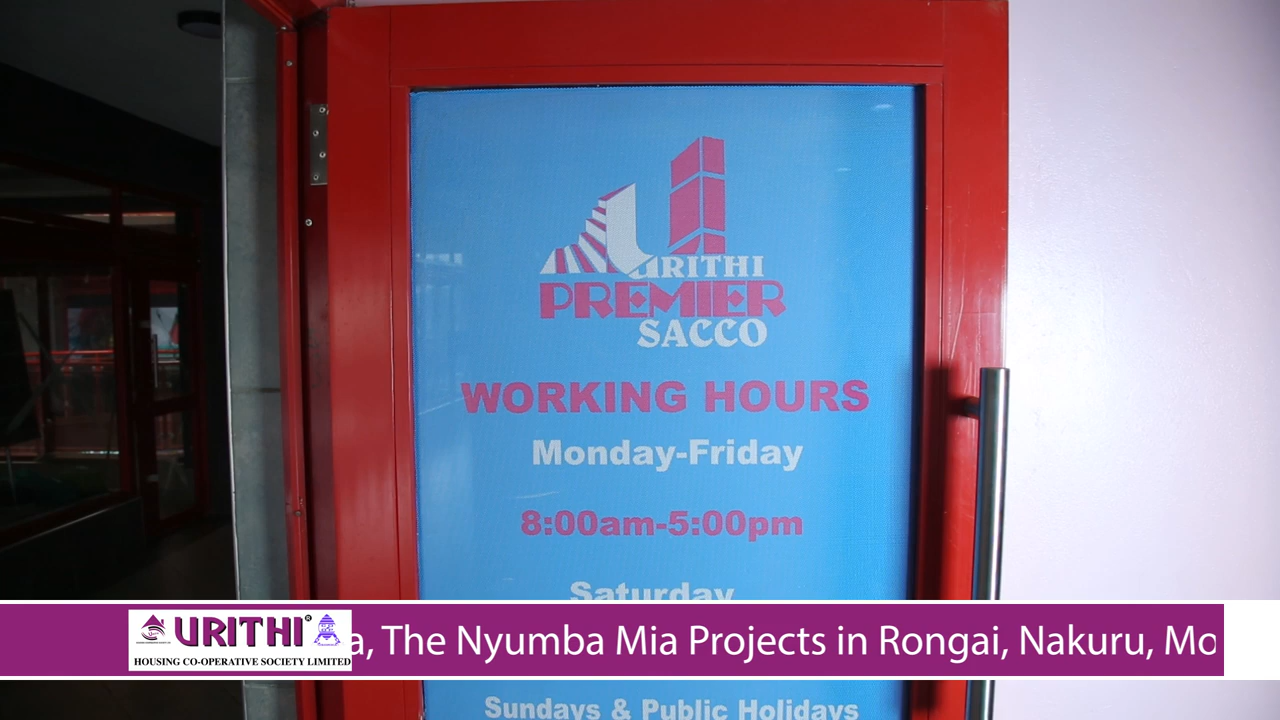 URITHI
PREMIER
SACCO
WORKING HOURS
Monday-Friday
8:00am-5:00pm
Saturday
URITHI®
HOUSING CO-OPERATIVE SOCIETY LIMITED
a, The Nyumba Mia Projects in Rongai, Nakuru, Mo
Sundays & Public Holidays